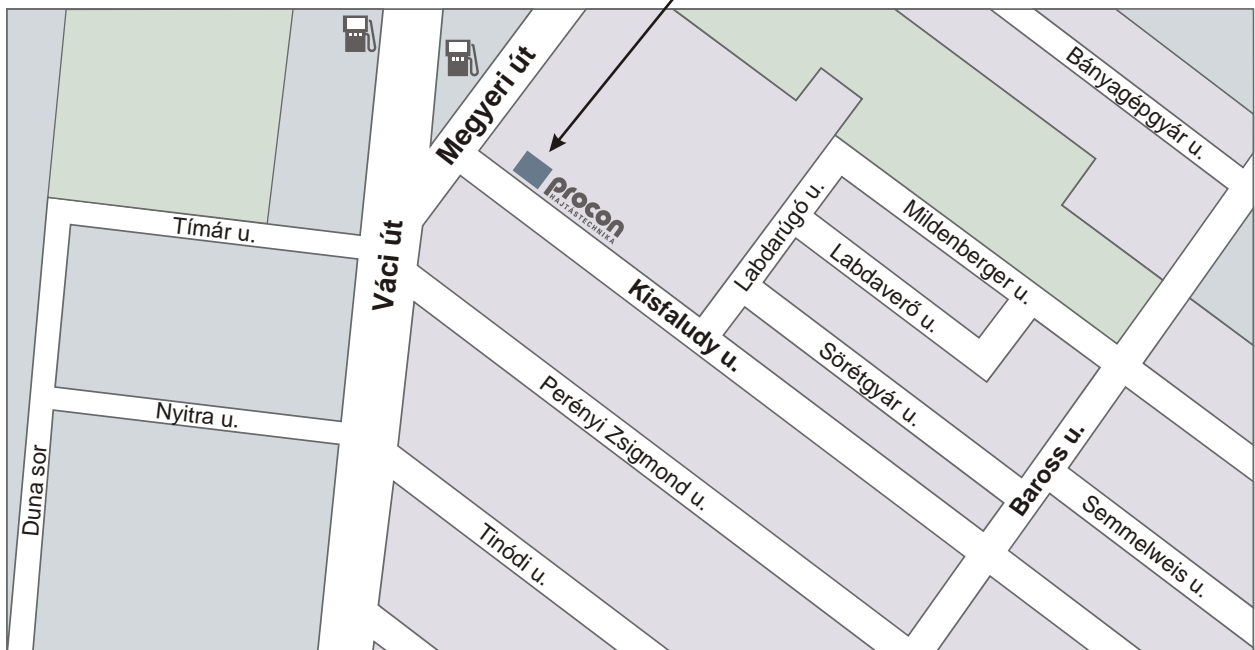 Megyeri út
Bányagépgyár u.
procon
HAJTÁSTECHNIKA
Tímár u.
Váci út
Labdarúgó u.
Mildenberger u.
Labdaverő u.
Kisfaludy u.
Sörétgyár u.
Perényi Zsigmond u.
Nyitra u.
Duna sor
Baross u.
Semmelweis u.
Tinódi u.